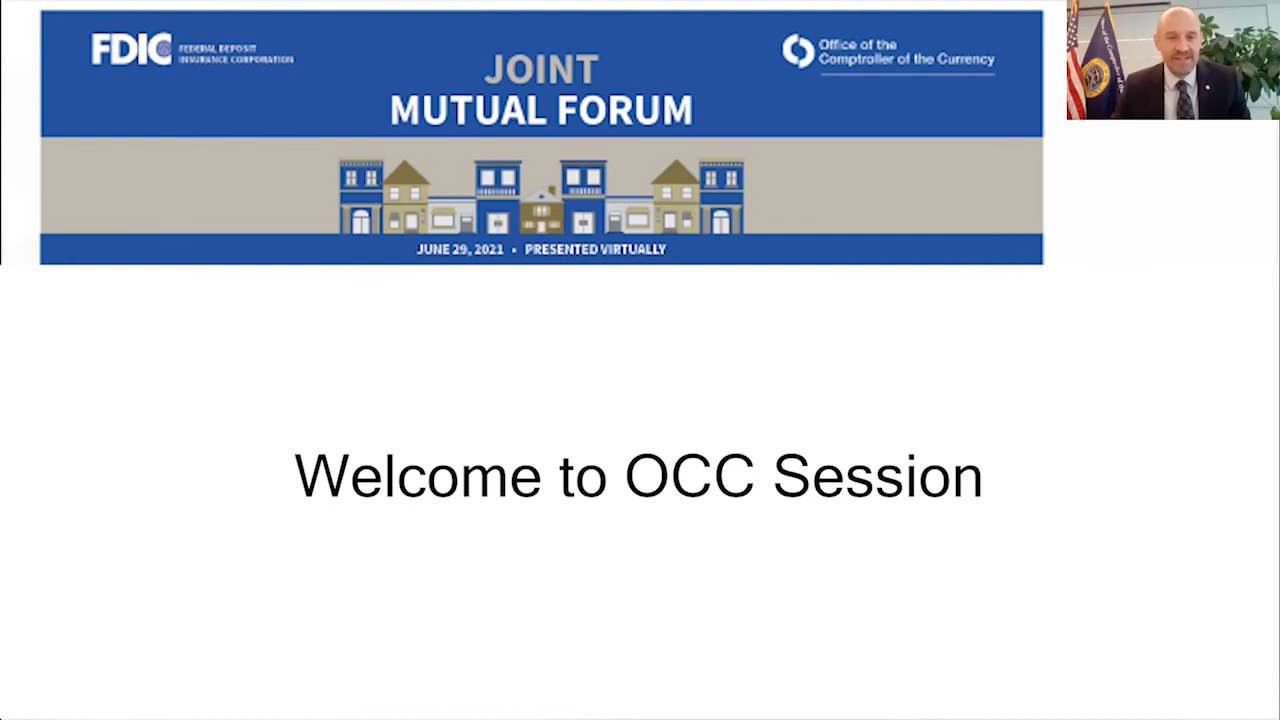 FDIC
FEDERAL DEPOSIT
INSURANCE CORPORATION
JOINT
MUTUAL FORUM
Office of the
Comptroller of the Currency
JUNE 29, 2021 • PRESENTED VIRTUALLY
Welcome to OCC Session